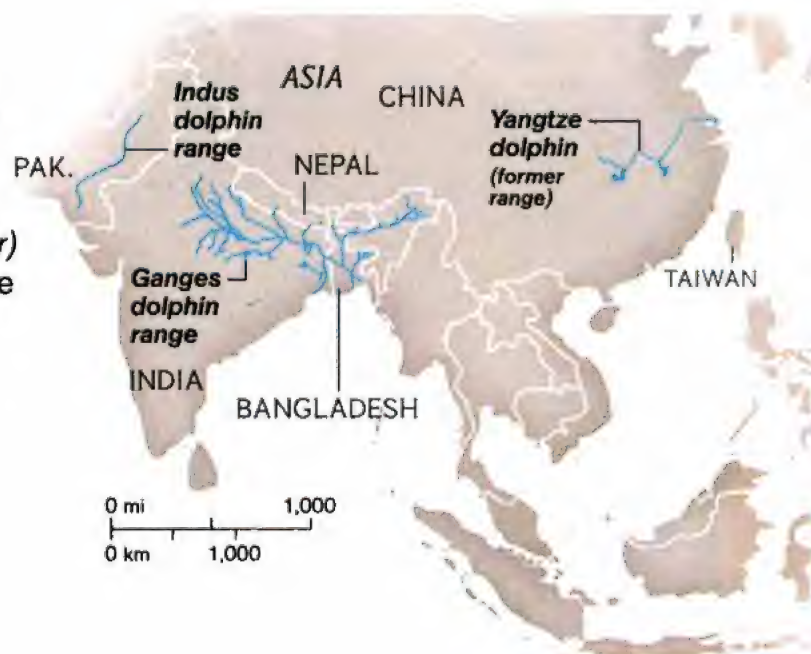 Indus
dolphin
range
ASIA
CHINA
Yangtze
dolphin
(former
range)
PAK.
NEPAL
r)
e
Ganges
dolphin
range
TAIWAN
INDIA
BANGLADESH
0 mi 1,000
0 km 1,000